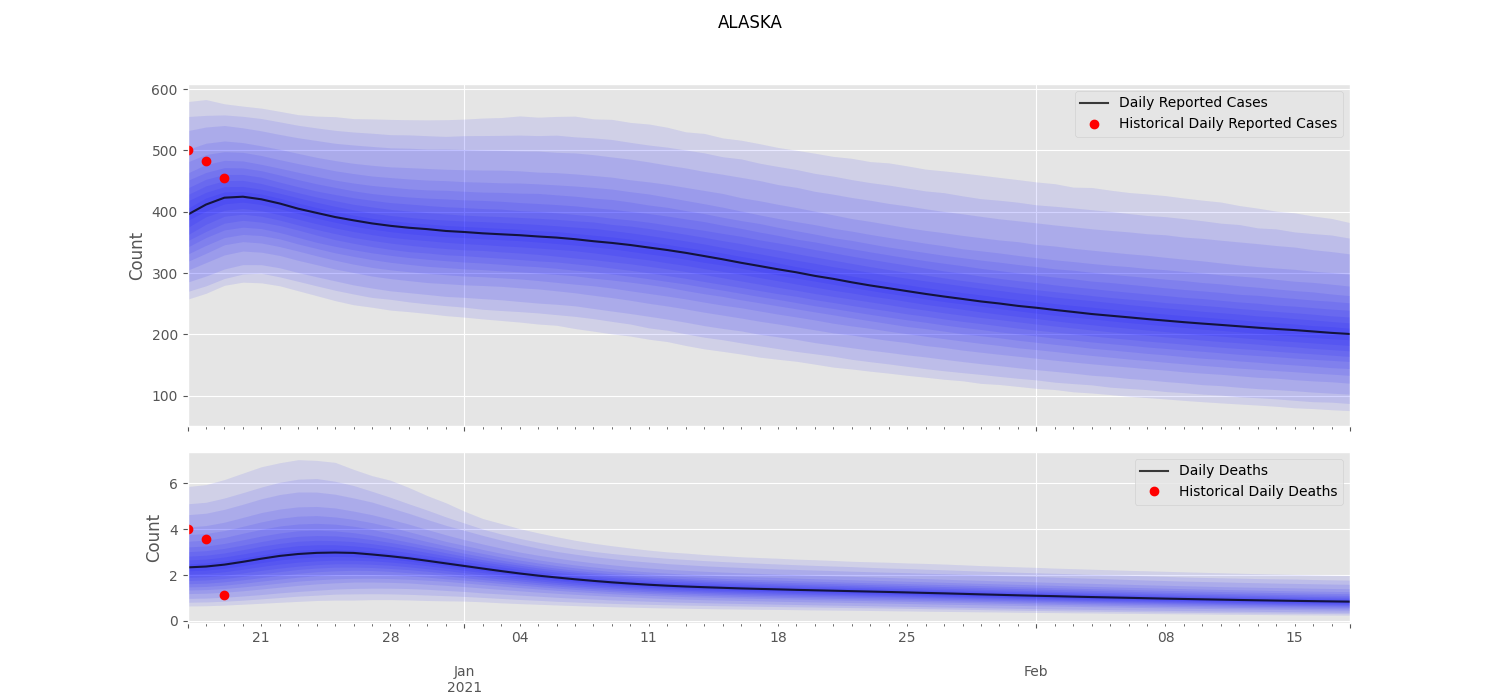 ALASKA
600
500
400
300
200
100
Count
Daily Reported Cases
Historical Daily Reported Cases
6
4
2
0
Count
Daily Deaths
Historical Daily Deaths
21 28 04 11 18 25 08 15
Jan Feb
2021